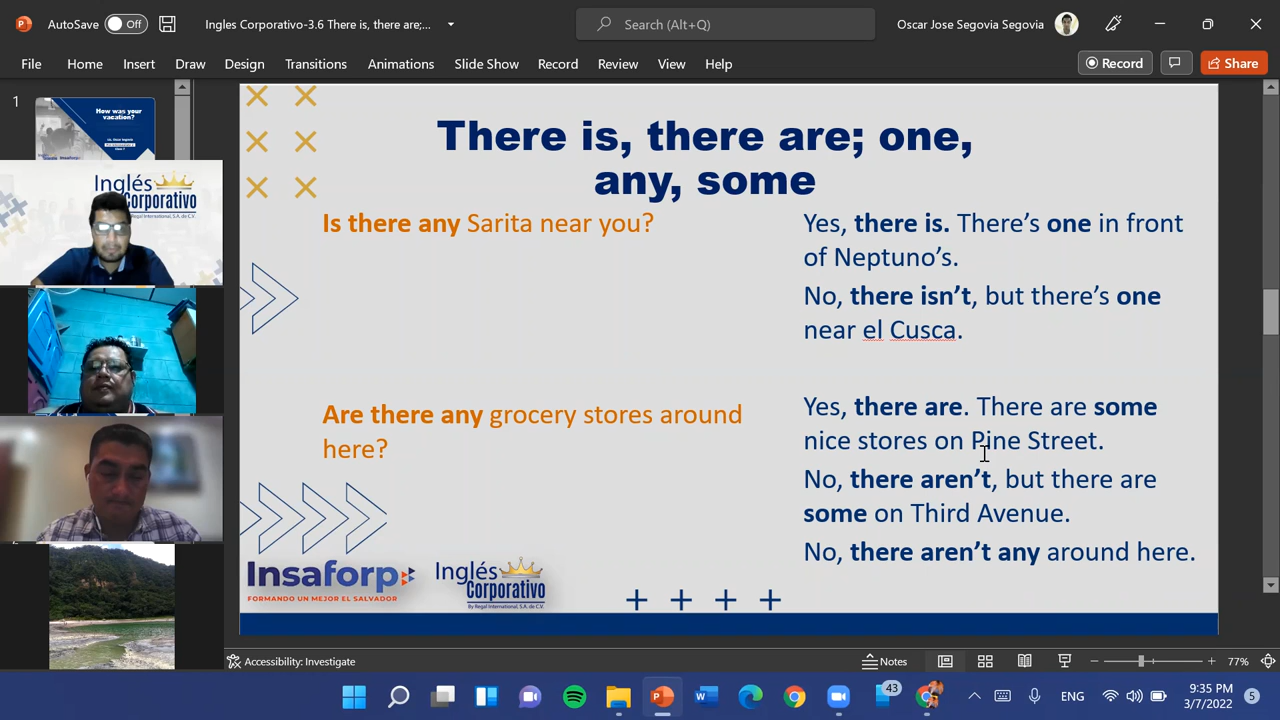 AutoSave Off Ingles Corporativo-3.6 There is, there are;... Search (Alt+Q) Oscar Jose Segovia Segovia
File Home Insert Draw Design Transitions Animations Slide Show Record Review View Help Record Share
1
How was your
vacation?
Inglés
Corporativo
There is, there are; one,
any, some
Is there any Sarita near you?
Yes, there is. There's one in front
of Neptuno's.
No, there isn't, but there's one
near el Cusca.
Are there any grocery stores around
here?
Yes, there are. There are some
nice stores on Pine Street.
No, there aren't, but there are
some on Third Avenue.
No, there aren't any around here.
Insaforp
FORMANDO UN MEJOR EL SALVADOR
Inglés
Corporativo
By Regal International, S.A. de C.V.
Accessibility: Investigate Notes 77%
43 ENG 9:35 PM
3/7/2022 5